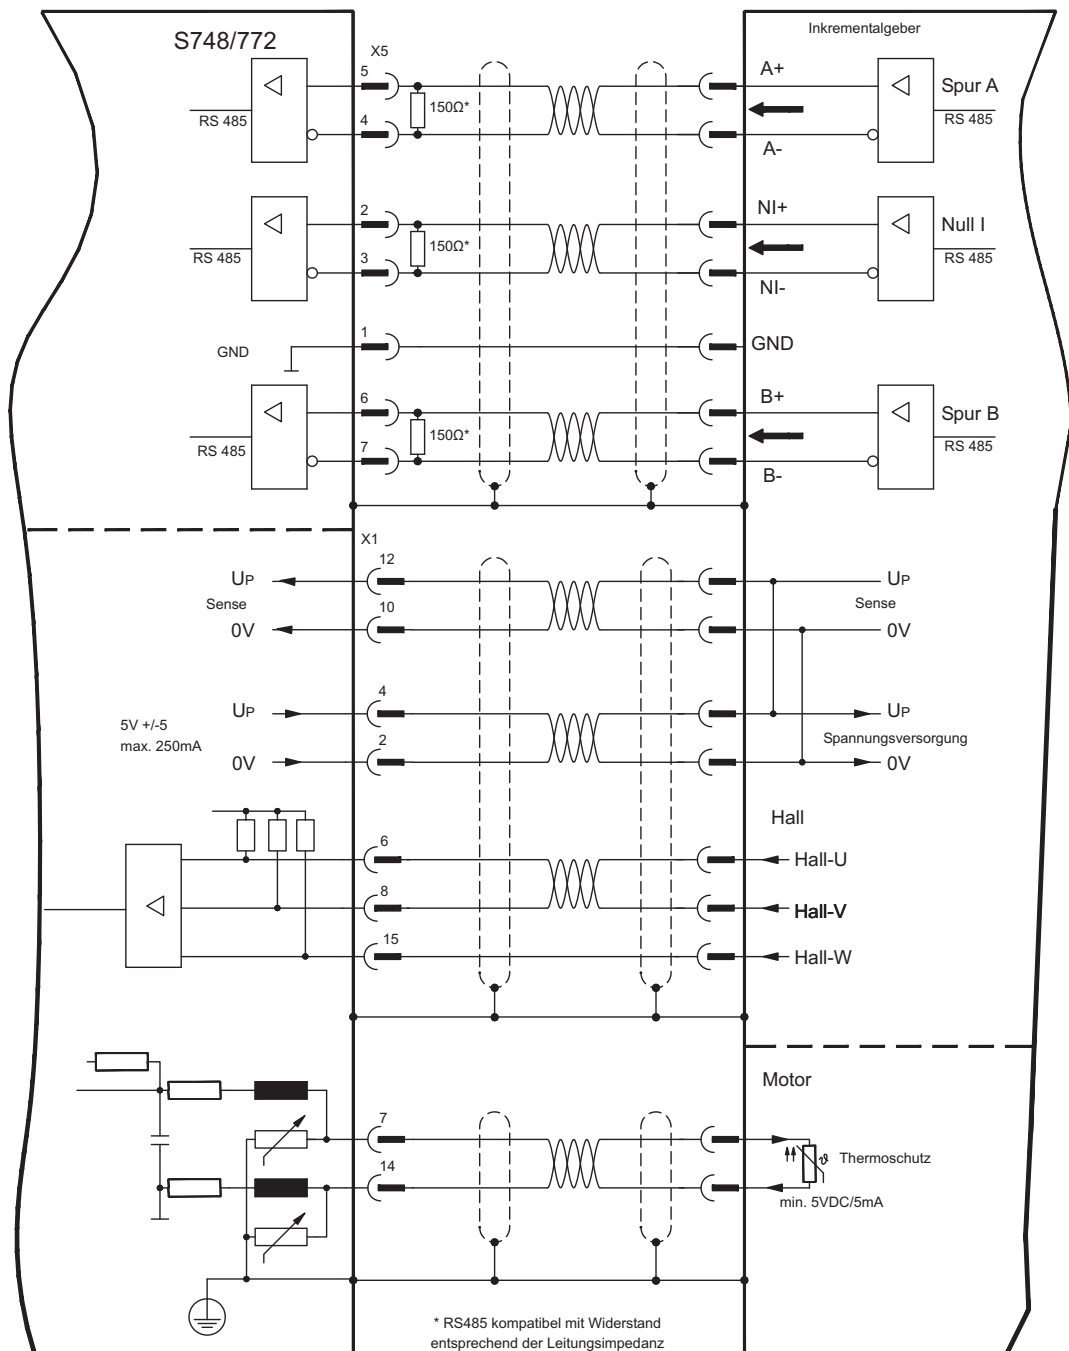 Inkrementalgeber
S748/772
X5
5
A+
Spur A
RS 485
150Ω*
RS 485
4
A-
2
NI+
Null I
RS 485
150Ω*
RS 485
3
NI-
1
GND
GND
6
B+
Spur B
RS 485
150Ω*
RS 485
7
B-
X1
12
UP
UP
Sense
Sense
10
0V
0V
4
UP
UP
5V +/-5
max. 250mA
Spannungsversorgung
2
0V
0V
Hall
6
Hall-U
8
Hall-V
15
Hall-W
Motor
7
ϑ
Thermoschutz
14
min. 5VDC/5mA
* RS485 kompatibel mit Widerstand
entsprechend der Leitungsimpedanz